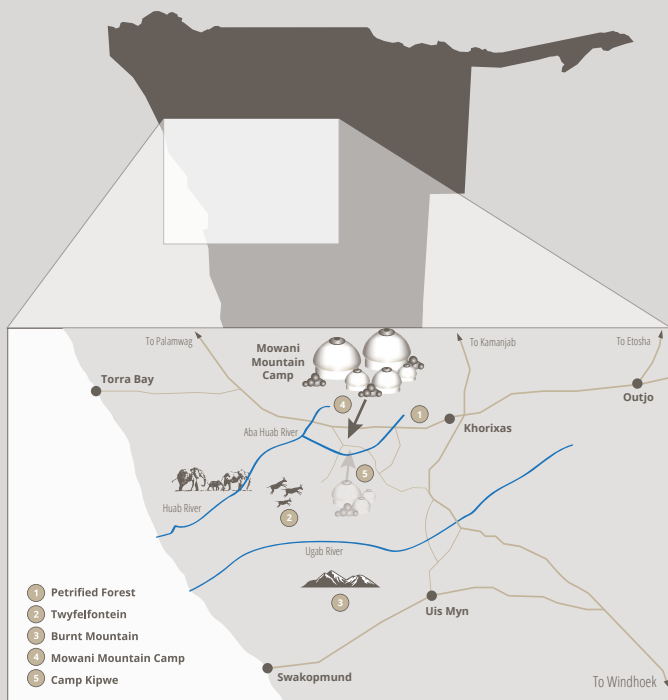 To Palamwag
To Kamanjab
To Etosha
Mowani
Mountain
Camp
Torra Bay
Outjo
4
1
Khorixas
Aba Huab River
5
Huab River
2
Ugab River
3
Uis Myn
1 Petrified Forest
2 Twyfelfontein
3 Burnt Mountain
4 Mowani Mountain Camp
5 Camp Kipwe
Swakopmund
To Windhoek